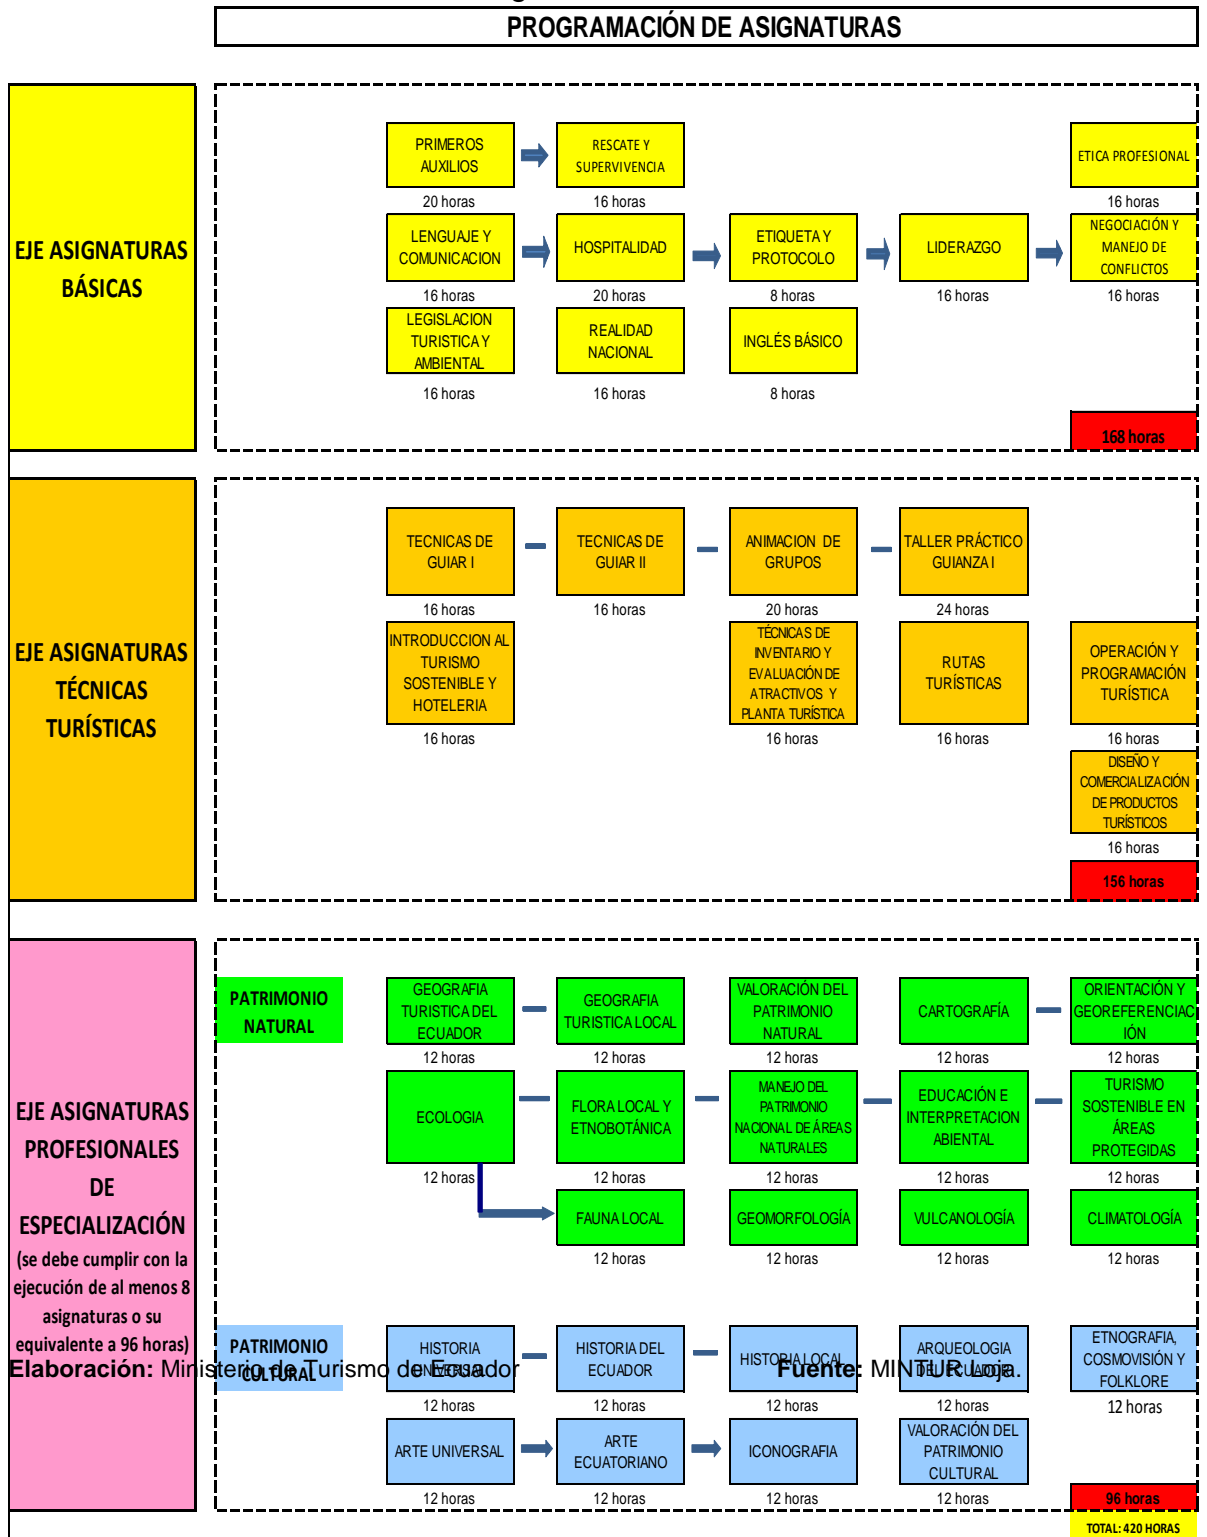 PROGRAMACIÓN DE ASIGNATURAS
EJE ASIGNATURAS
BÁSICAS
PRIMEROS
AUXILIOS
20 horas
RESCATE Y
SUPERVIVENCIA
16 horas
ETICA PROFESIONAL
16 horas
LENGUAJE Y
COMUNICACION
16 horas
HOSPITALIDAD
20 horas
ETIQUETA Y
PROTOCOLO
8 horas
LIDERAZGO
16 horas
NEGOCIACIÓN Y
MANEJO DE
CONFLICTOS
16 horas
LEGISLACION
TURISTICA Y
AMBIENTAL
16 horas
REALIDAD
NACIONAL
16 horas
INGLÉS BÁSICO
8 horas
168 horas
EJE ASIGNATURAS
TÉCNICAS
TURÍSTICAS
TECNICAS DE
GUIAR I
16 horas
TECNICAS DE
GUIAR II
16 horas
ANIMACION DE
GRUPOS
20 horas
TALLER PRÁCTICO
GUIANZA I
24 horas
INTRODUCCION AL
TURISMO
SOSTENIBLE Y
HOTELERIA
16 horas
TÉCNICAS DE
INVENTARIO Y
EVALUACIÓN DE
ATRACTIVOS Y
PLANTA TURÍSTICA
16 horas
RUTAS
TURÍSTICAS
16 horas
OPERACIÓN Y
PROGRAMACIÓN
TURÍSTICA
16 horas
DISEÑO Y
COMERCIALIZACIÓN
DE PRODUCTOS
TURÍSTICOS
16 horas
156 horas
EJE ASIGNATURAS
PROFESIONALES
DE
ESPECIALIZACIÓN
(se debe cumplir con la
ejecución de al menos 8
asignaturas o su
equivalente a 96 horas)
PATRIMONIO
NATURAL
GEOGRAFIA
TURISTICA DEL
ECUADOR
12 horas
GEOGRAFIA
TURISTICA LOCAL
12 horas
VALORACIÓN DEL
PATRIMONIO
NATURAL
12 horas
CARTOGRAFÍA
12 horas
ORIENTACIÓN Y
GEOREFERENCIAC
IÓN
12 horas
ECOLOGIA
12 horas
FLORA LOCAL Y
ETNOBOTÁNICA
12 horas
MANEJO DEL
PATRIMONIO
NACIONAL DE ÁREAS
NATURALES
12 horas
EDUCACIÓN E
INTERPRETACION
ABIENTAL
12 horas
TURISMO
SOSTENIBLE EN
ÁREAS
PROTEGIDAS
12 horas
FAUNA LOCAL
12 horas
GEOMORFOLOGÍA
12 horas
VULCANOLOGÍA
12 horas
CLIMATOLOGÍA
12 horas
PATRIMONIO
CULTURAL
HISTORIA
UNIVERSAL
12 horas
HISTORIA DEL
ECUADOR
12 horas
HISTORIA LOCAL
12 horas
ARQUEOLOGIA
DEL ECUADOR
12 horas
ETNOGRAFIA,
COSMOVISIÓN Y
FOLKLORE
12 horas
Elaboración: Ministerio de Turismo de Ecuador
Fuente: MINTUR Loja.
ARTE UNIVERSAL
12 horas
ARTE
ECUATORIANO
12 horas
ICONOGRAFIA
12 horas
VALORACIÓN DEL
PATRIMONIO
CULTURAL
12 horas
96 horas
TOTAL: 420 HORAS